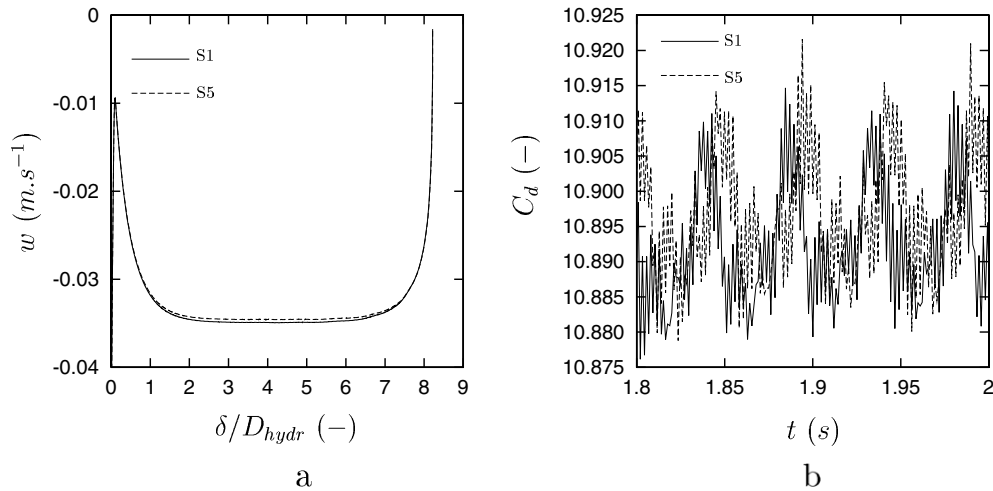 0
-0.01
-0.02
-0.03
-0.04
w (m.s⁻¹)
S1
S5
0 1 2 3 4 5 6 7 8 9
δ/D_hydr (−)
a
10.925
10.920
10.915
10.910
10.905
10.900
10.895
10.890
10.885
10.880
10.875
C_d (−)
S1
S5
1.8 1.85 1.9 1.95 2
t (s)
b